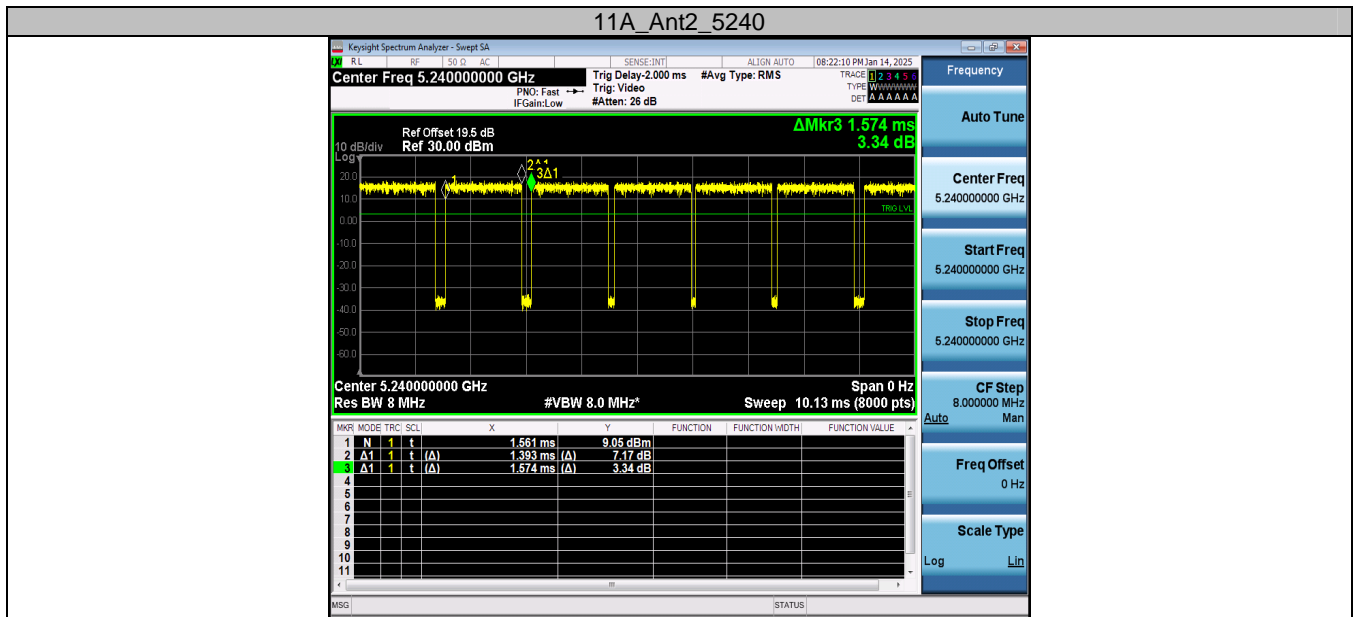 11A_Ant2_5240
Keysight Spectrum Analyzer - Swept SA
LXI RL RF 50 Ω AC SENSE:INT ALIGN AUTO 08:22:10 PM Jan 14, 2025
Center Freq 5.240000000 GHz
PNO: Fast
IFGain:Low
Trig Delay-2.000 ms
Trig: Video
#Atten: 26 dB
#Avg Type: RMS
TRACE 1 2 3 4 5 6
TYPE WWWWWW
DET A A A A A A
ΔMkr3 1.574 ms
3.34 dB
Ref Offset 19.5 dB
10 dB/div Ref 30.00 dBm
Log
20.0
10.0
0.00
-10.0
-20.0
-30.0
-40.0
-50.0
-60.0
1
3Δ1
TRIG LVL
Center 5.240000000 GHz Span 0 Hz
Res BW 8 MHz #VBW 8.0 MHz* Sweep 10.13 ms (8000 pts)
MKR MODE TRC SCL X Y FUNCTION FUNCTION WIDTH FUNCTION VALUE
1 N 1 t 1.561 ms 9.05 dBm
2 Δ1 1 t (Δ) 1.393 ms (Δ) 7.17 dB
3 Δ1 1 t (Δ) 1.574 ms (Δ) 3.34 dB
4
5
6
7
8
9
10
11
MSG STATUS
Frequency
Auto Tune
Center Freq
5.240000000 GHz
Start Freq
5.240000000 GHz
Stop Freq
5.240000000 GHz
CF Step
8.000000 MHz
Auto Man
Freq Offset
0 Hz
Scale Type
Log Lin